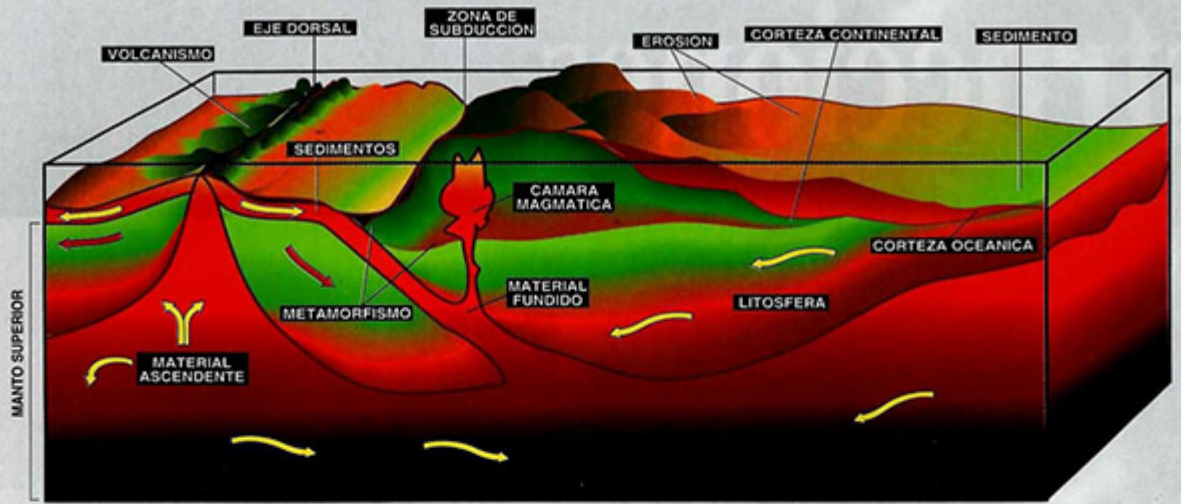 ZONA DE
SUBDUCCION
EJE DORSAL
VOLCANISMO
EROSION
CORTEZA CONTINENTAL
SEDIMENTO
SEDIMENTOS
CAMARA
MAGMATICA
CORTEZA OCEANICA
MATERIAL
FUNDIDO
LITOSFERA
METAMORFISMO
MATERIAL
ASCENDENTE
MANTO SUPERIOR